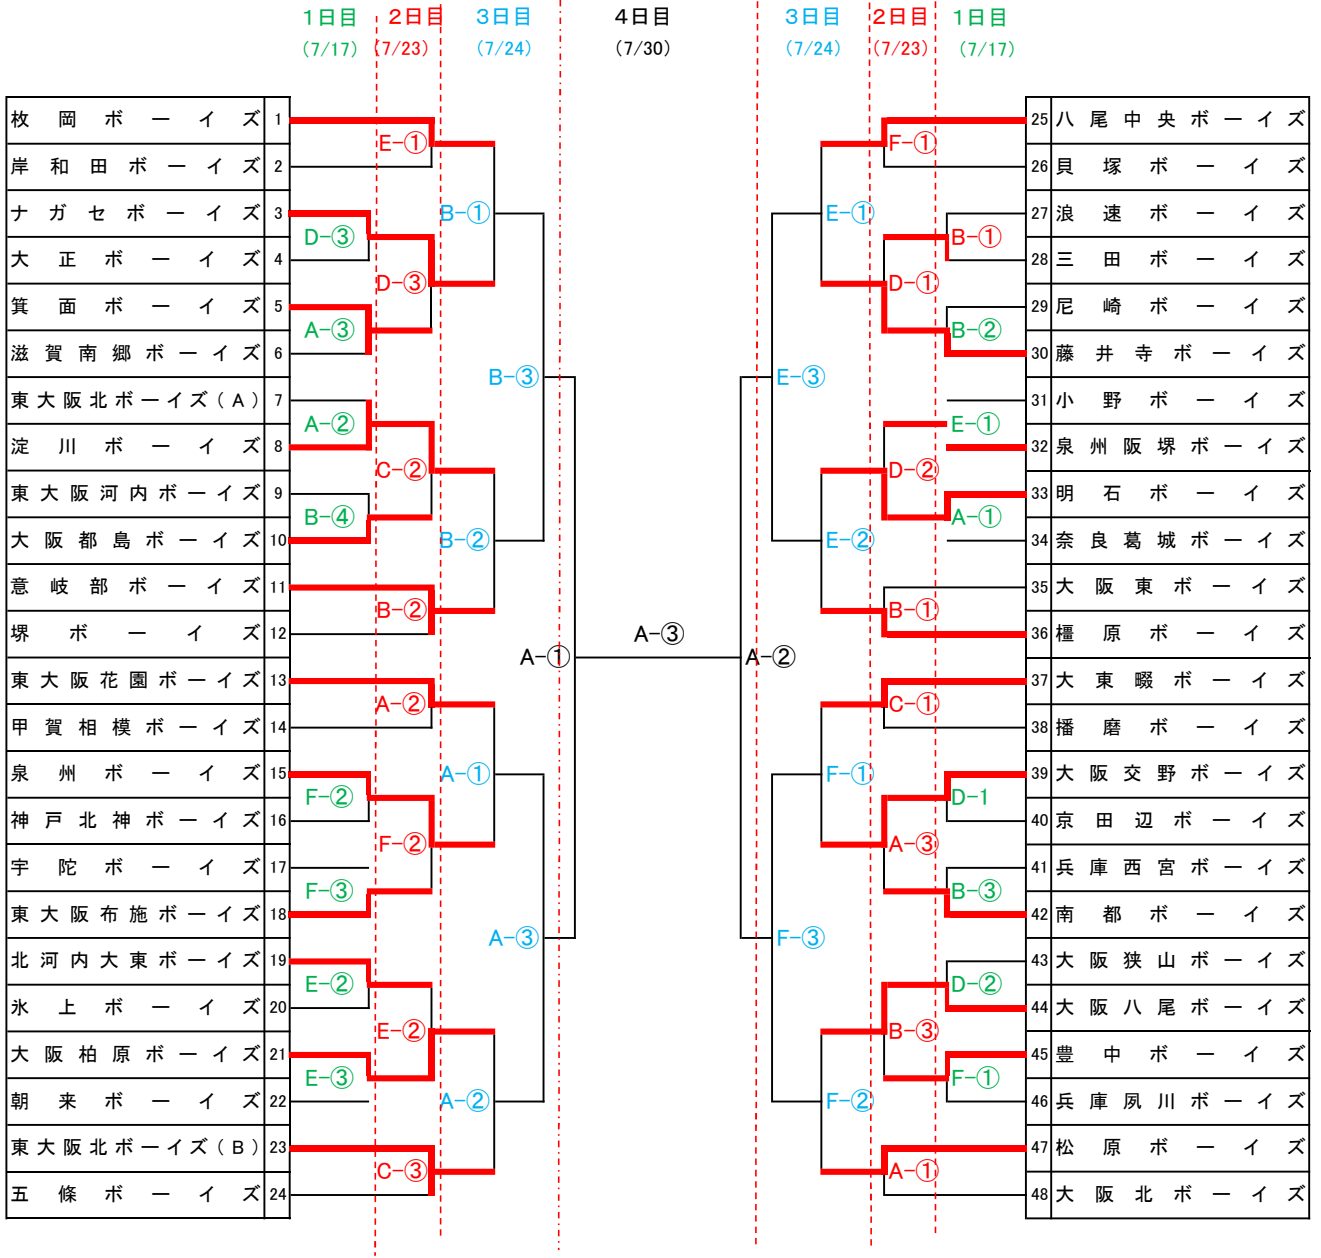 1日目 2日目 3日目 4日目 3日目 2日目 1日目
(7/17) (7/23) (7/24) (7/30) (7/24) (7/23) (7/17)
枚岡ボーイズ 1
岸和田ボーイズ 2
ナガセボーイズ 3
大正ボーイズ 4
箕面ボーイズ 5
滋賀南郷ボーイズ 6
東大阪北ボーイズ(A) 7
淀川ボーイズ 8
東大阪河内ボーイズ 9
大阪都島ボーイズ 10
意岐部ボーイズ 11
堺ボーイズ 12
東大阪花園ボーイズ 13
甲賀相模ボーイズ 14
泉州ボーイズ 15
神戸北神ボーイズ 16
宇陀ボーイズ 17
東大阪布施ボーイズ 18
北河内大東ボーイズ 19
氷上ボーイズ 20
大阪柏原ボーイズ 21
朝来ボーイズ 22
東大阪北ボーイズ(B) 23
五條ボーイズ 24
D-③
A-③
A-②
B-④
F-②
F-③
E-②
E-③
E-①
D-③
C-②
B-②
A-②
F-②
E-②
C-③
B-①
B-②
A-①
A-②
B-③
A-③
A-①
A-③
A-②
E-③
F-③
E-①
E-②
F-①
F-②
F-①
D-①
D-②
B-①
C-①
A-③
B-③
A-①
B-①
B-②
E-①
A-①
D-1
B-③
D-②
F-①
25 八尾中央ボーイズ
26 貝塚ボーイズ
27 浪速ボーイズ
28 三田ボーイズ
29 尼崎ボーイズ
30 藤井寺ボーイズ
31 小野ボーイズ
32 泉州阪堺ボーイズ
33 明石ボーイズ
34 奈良葛城ボーイズ
35 大阪東ボーイズ
36 橿原ボーイズ
37 大東畷ボーイズ
38 播磨ボーイズ
39 大阪交野ボーイズ
40 京田辺ボーイズ
41 兵庫西宮ボーイズ
42 南都ボーイズ
43 大阪狭山ボーイズ
44 大阪八尾ボーイズ
45 豊中ボーイズ
46 兵庫夙川ボーイズ
47 松原ボーイズ
48 大阪北ボーイズ